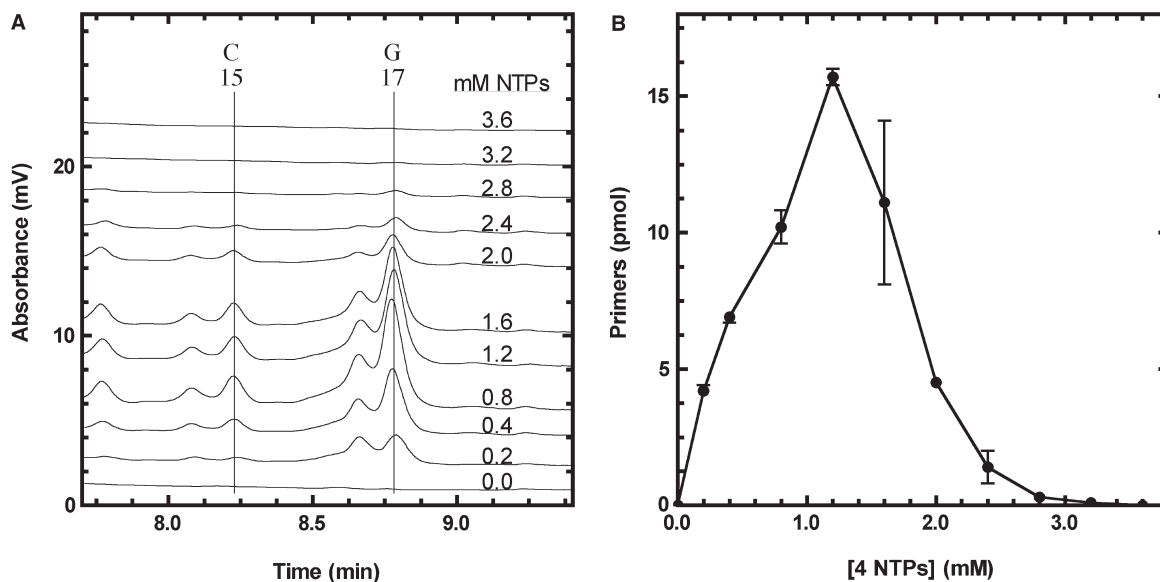 A
C G
15 17
mM NTPs
3.6
3.2
2.8
2.4
2.0
1.6
1.2
0.8
0.4
0.2
0.0
20
10
0
Absorbance (mV)
8.0 8.5 9.0
Time (min)
B
15
10
5
0
Primers (pmol)
0.0 1.0 2.0 3.0
[4 NTPs] (mM)